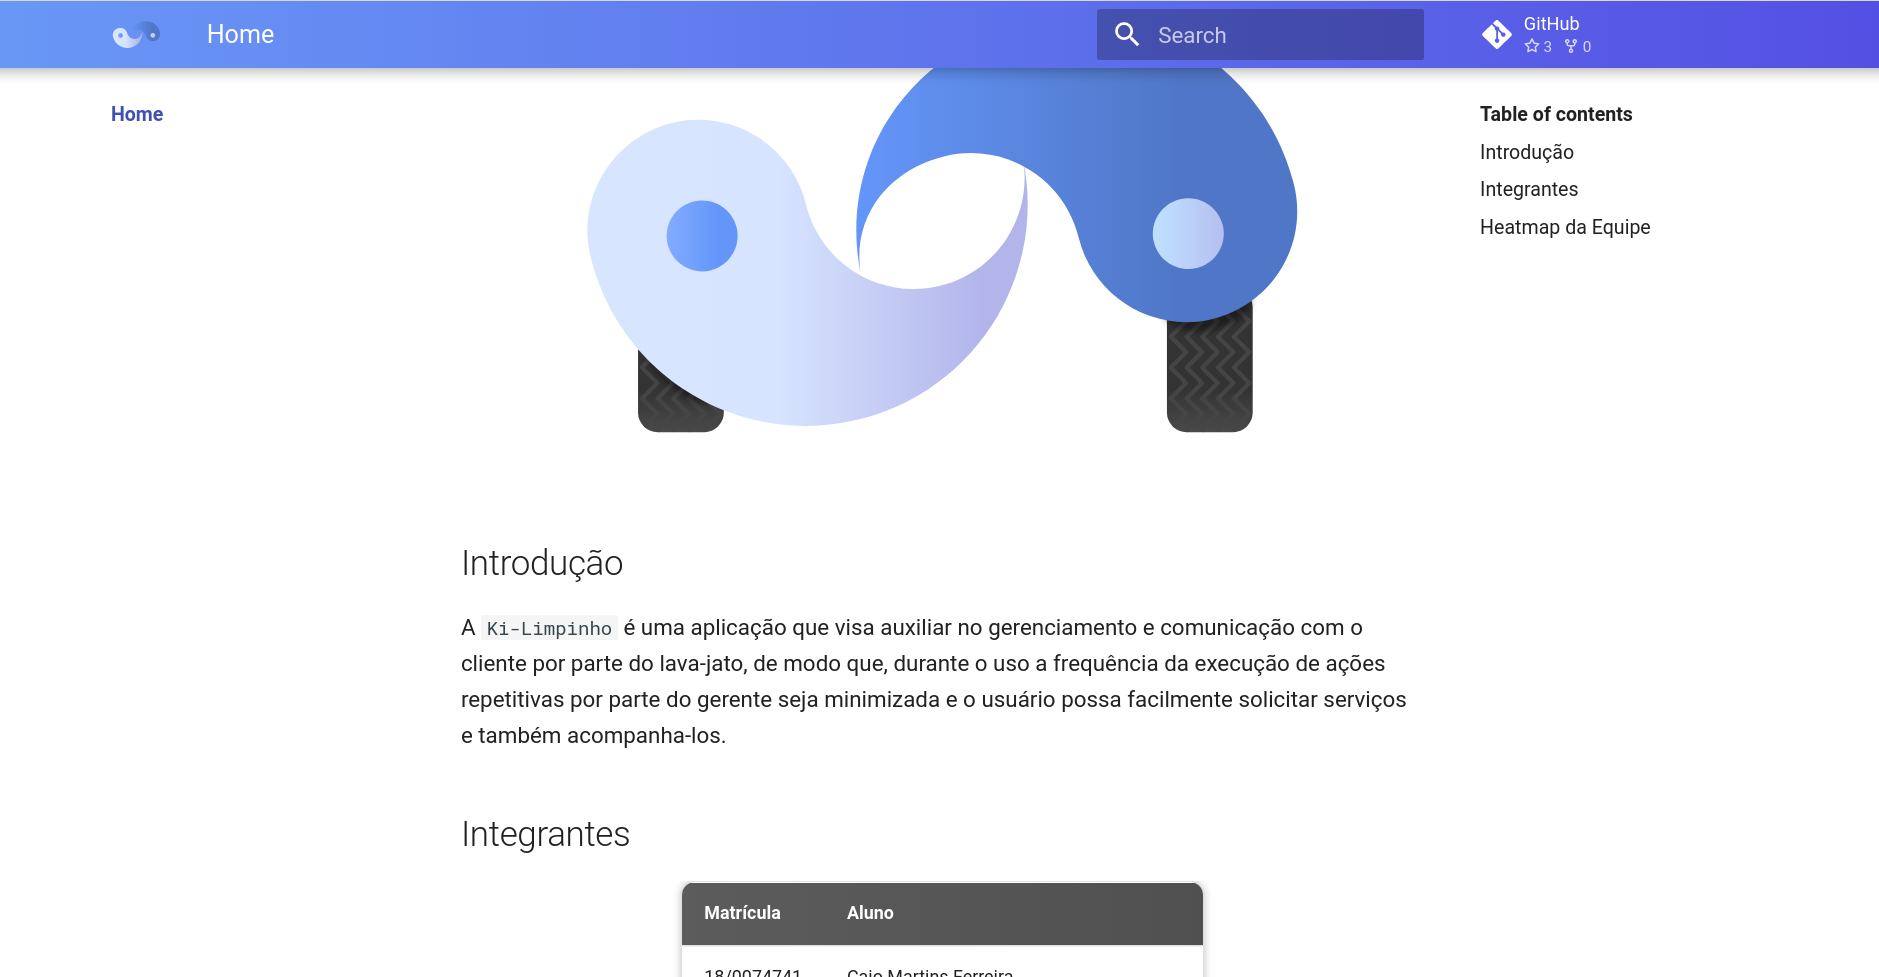 Home
Search
GitHub
3 0
Home
Table of contents
Introdução
Integrantes
Heatmap da Equipe
Introdução
A Ki-Limpinho é uma aplicação que visa auxiliar no gerenciamento e comunicação com o
cliente por parte do lava-jato, de modo que, durante o uso a frequência da execução de ações
repetitivas por parte do gerente seja minimizada e o usuário possa facilmente solicitar serviços
e também acompanha-los.
Integrantes
Matrícula Aluno
18/0074741 Caio Martins Ferreira